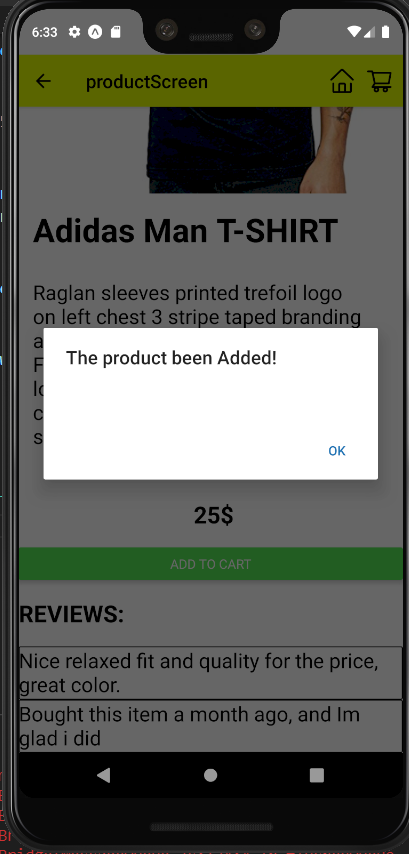 6:33
productScreen
Adidas Man T-SHIRT
Raglan sleeves printed trefoil logo
on left chest 3 stripe taped branding
The product been Added!
OK
25$
ADD TO CART
REVIEWS:
Nice relaxed fit and quality for the price,
great color.
Bought this item a month ago, and Im
glad i did